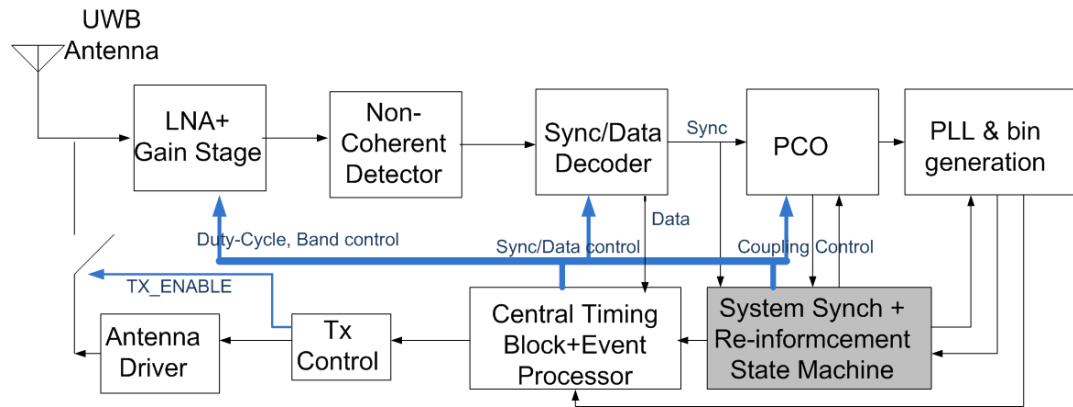 UWB
Antenna
LNA+
Gain Stage
Non-
Coherent
Detector
Sync/Data
Decoder
Sync
PCO
PLL & bin
generation
Data
Duty-Cycle, Band control
Sync/Data control
Coupling Control
TX_ENABLE
Antenna
Driver
Tx
Control
Central Timing
Block+Event
Processor
System Synch +
Re-informcement
State Machine